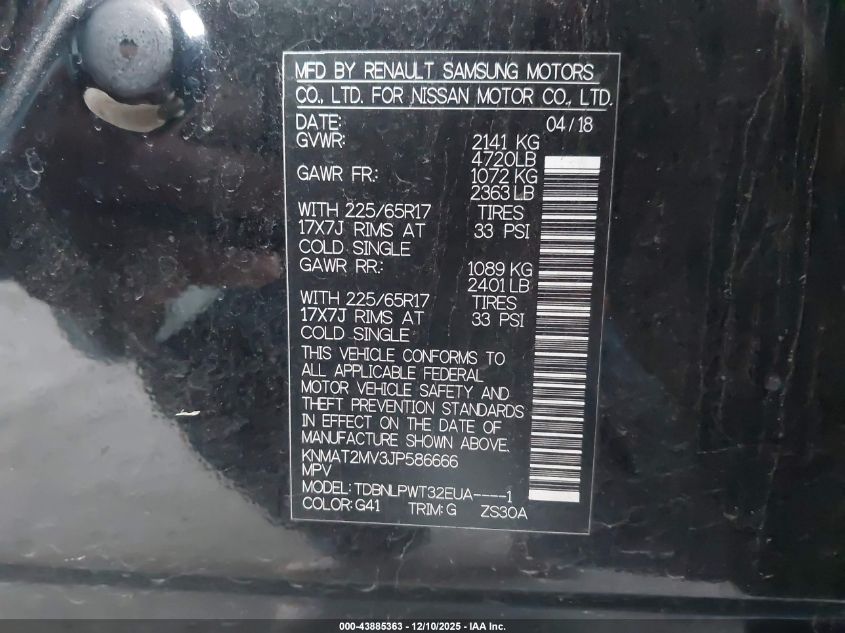 MFD BY RENAULT SAMSUNG MOTORS
CO., LTD. FOR NISSAN MOTOR CO., LTD.
DATE: 04/18
GVWR: 2141 KG
4720LB
GAWR FR: 1072 KG
2363 LB
WITH 225/65R17 TIRES
17X7J RIMS AT 33 PSI
COLD SINGLE
GAWR RR: 1089 KG
2401 LB
WITH 225/65R17 TIRES
17X7J RIMS AT 33 PSI
COLD SINGLE
THIS VEHICLE CONFORMS TO
ALL APPLICABLE FEDERAL
MOTOR VEHICLE SAFETY AND
THEFT PREVENTION STANDARDS
IN EFFECT ON THE DATE OF
MANUFACTURE SHOWN ABOVE.
KNMAT2MV3JP586666
MPV
MODEL: TDBNLPWT32EUA----1
COLOR: G41 TRIM: G ZS30A
000-43885363 - 12/10/2025 - IAA Inc.